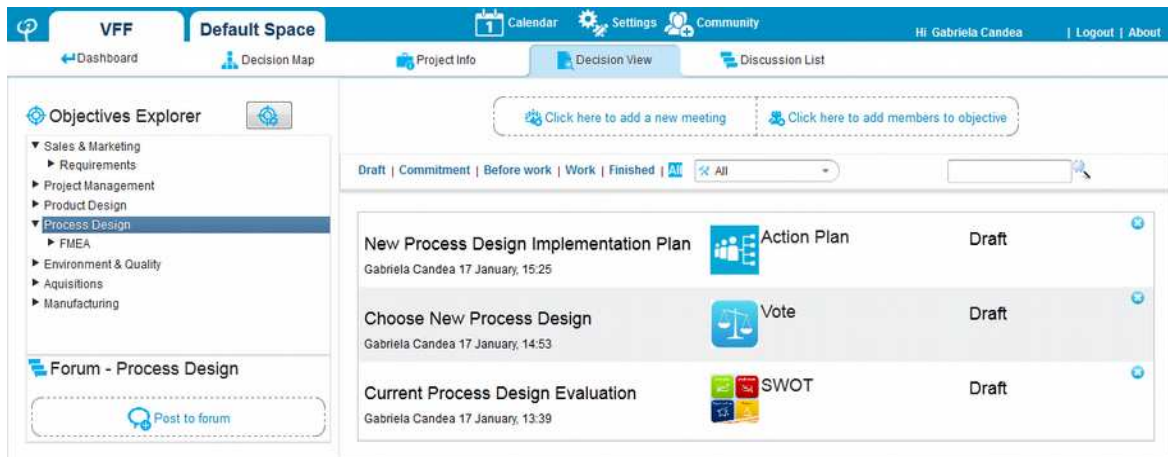 VFF
Default Space
1 Calendar
Settings
Community
Hi Gabriela Candea
| Logout | About
Dashboard
Decision Map
Project Info
Decision View
Discussion List
Objectives Explorer
Sales & Marketing
Requirements
Project Management
Product Design
Process Design
FMEA
Environment & Quality
Aquisitions
Manufacturing
Forum - Process Design
Post to forum
Click here to add a new meeting
Click here to add members to objective
Draft | Commitment | Before work | Work | Finished | All
All
New Process Design Implementation Plan
Gabriela Candea 17 January, 15:25
Action Plan
Draft
Choose New Process Design
Gabriela Candea 17 January, 14:53
Vote
Draft
Current Process Design Evaluation
Gabriela Candea 17 January, 13:39
SWOT
Draft